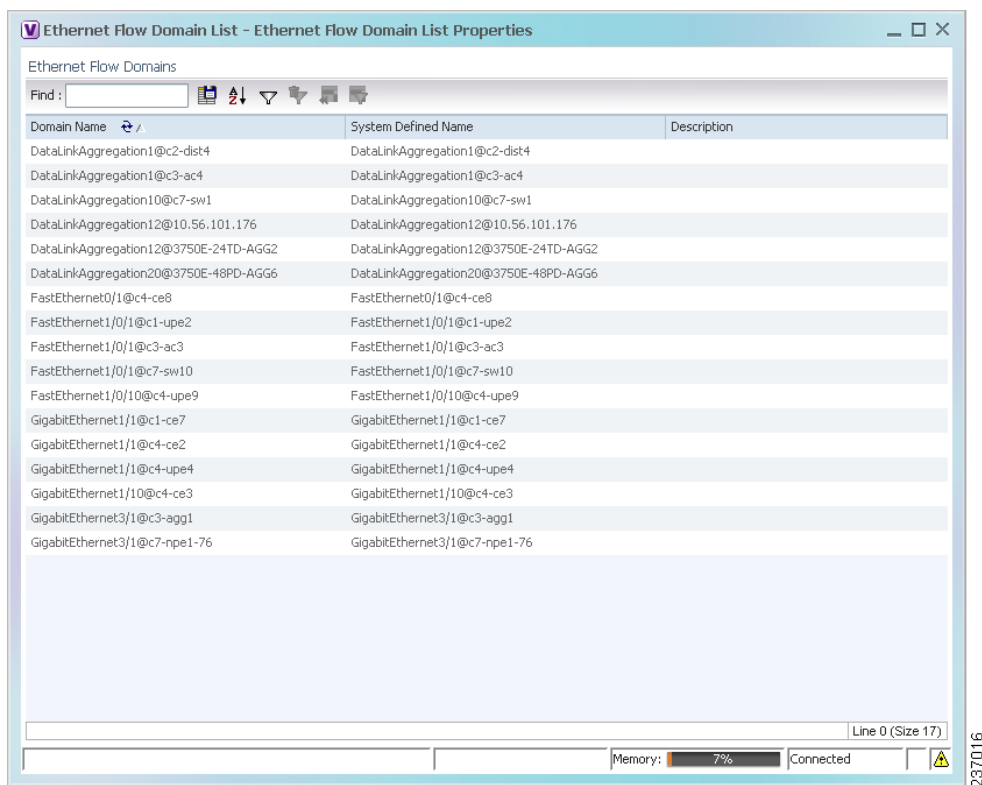 Ethernet Flow Domain List - Ethernet Flow Domain List Properties
Ethernet Flow Domains
Find :
Domain Name System Defined Name Description
DataLinkAggregation1@c2-dist4 DataLinkAggregation1@c2-dist4
DataLinkAggregation1@c3-ac4 DataLinkAggregation1@c3-ac4
DataLinkAggregation10@c7-sw1 DataLinkAggregation10@c7-sw1
DataLinkAggregation12@10.56.101.176 DataLinkAggregation12@10.56.101.176
DataLinkAggregation12@3750E-24TD-AGG2 DataLinkAggregation12@3750E-24TD-AGG2
DataLinkAggregation20@3750E-48PD-AGG6 DataLinkAggregation20@3750E-48PD-AGG6
FastEthernet0/1@c4-ce8 FastEthernet0/1@c4-ce8
FastEthernet1/0/1@c1-upe2 FastEthernet1/0/1@c1-upe2
FastEthernet1/0/1@c3-ac3 FastEthernet1/0/1@c3-ac3
FastEthernet1/0/1@c7-sw10 FastEthernet1/0/1@c7-sw10
FastEthernet1/0/10@c4-upe9 FastEthernet1/0/10@c4-upe9
GigabitEthernet1/1@c1-ce7 GigabitEthernet1/1@c1-ce7
GigabitEthernet1/1@c4-ce2 GigabitEthernet1/1@c4-ce2
GigabitEthernet1/1@c4-upe4 GigabitEthernet1/1@c4-upe4
GigabitEthernet1/10@c4-ce3 GigabitEthernet1/10@c4-ce3
GigabitEthernet3/1@c3-agg1 GigabitEthernet3/1@c3-agg1
GigabitEthernet3/1@c7-npe1-76 GigabitEthernet3/1@c7-npe1-76
Line 0 (Size 17)
Memory: 7% Connected
237016